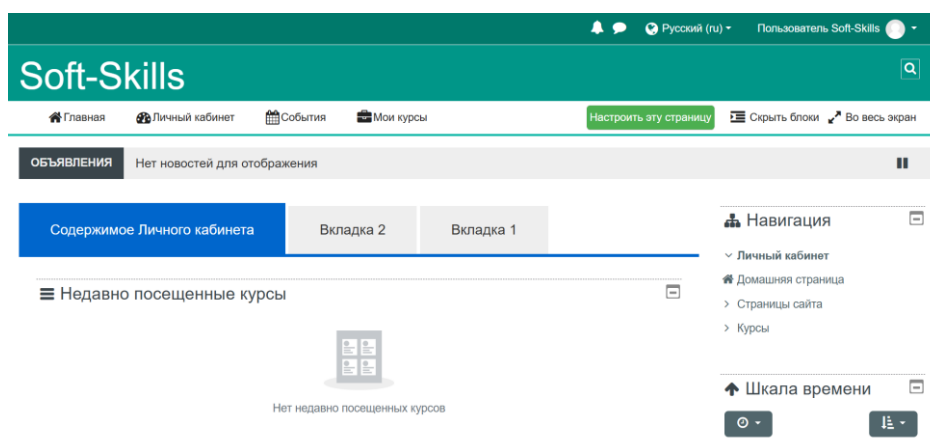 Русский (ru) Пользователь Soft-Skills
Soft-Skills
Главная Личный кабинет События Мои курсы Настроить эту страницу Скрыть блоки Во весь экран
ОБЪЯВЛЕНИЯ Нет новостей для отображения
Содержимое Личного кабинета Вкладка 2 Вкладка 1
Недавно посещенные курсы
Нет недавно посещенных курсов
Навигация
Личный кабинет
Домашняя страница
Страницы сайта
Курсы
Шкала времени